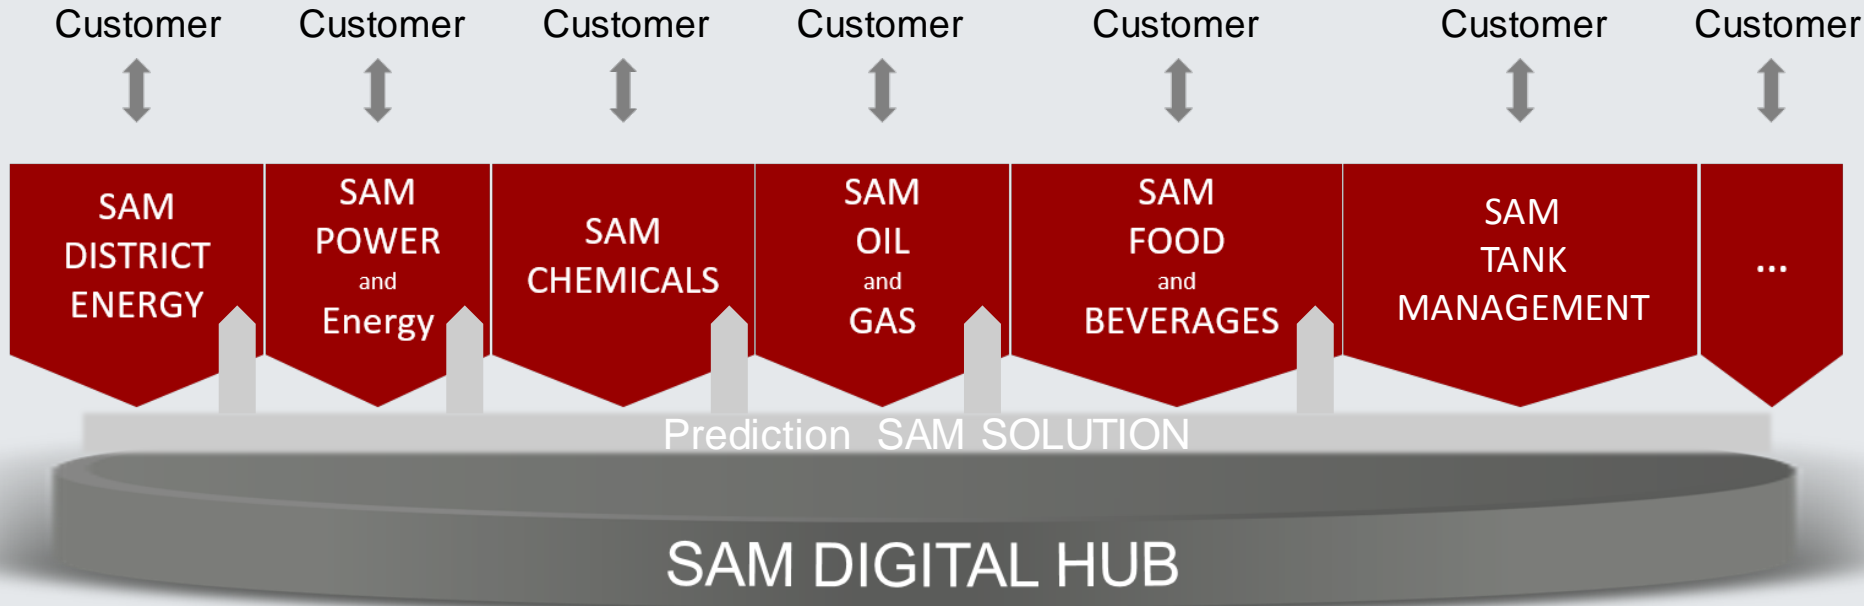 Customer Customer Customer Customer Customer Customer Customer
SAM
DISTRICT
ENERGY
SAM
POWER
and
Energy
SAM
CHEMICALS
SAM
OIL
and
GAS
SAM
FOOD
and
BEVERAGES
SAM
TANK
MANAGEMENT
...
Prediction SAM SOLUTION
SAM DIGITAL HUB